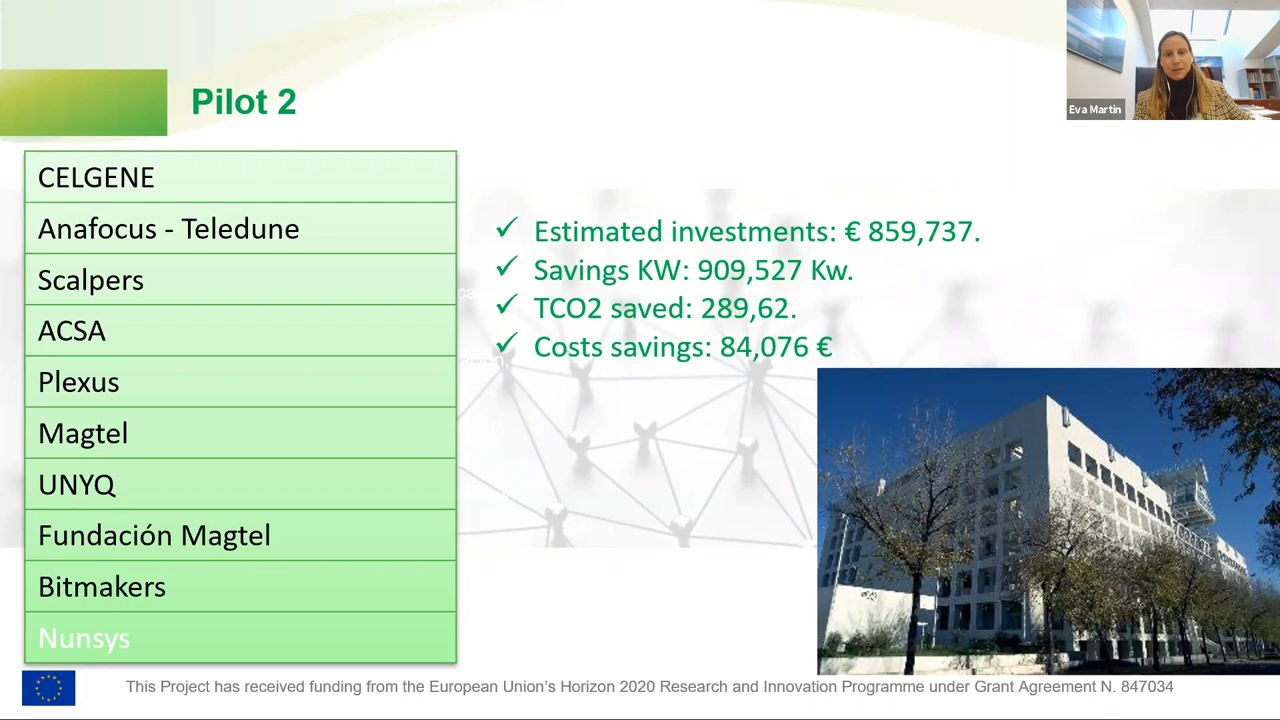 Pilot 2
Eva Martin
CELGENE
Anafocus - Teledune
Scalpers
ACSA
Plexus
Magtel
UNYQ
Fundación Magtel
Bitmakers
Nunsys
✓ Estimated investments: € 859,737.
✓ Savings KW: 909,527 Kw.
✓ TCO2 saved: 289,62.
✓ Costs savings: 84,076 €
This Project has received funding from the European Union's Horizon 2020 Research and Innovation Programme under Grant Agreement N. 847034